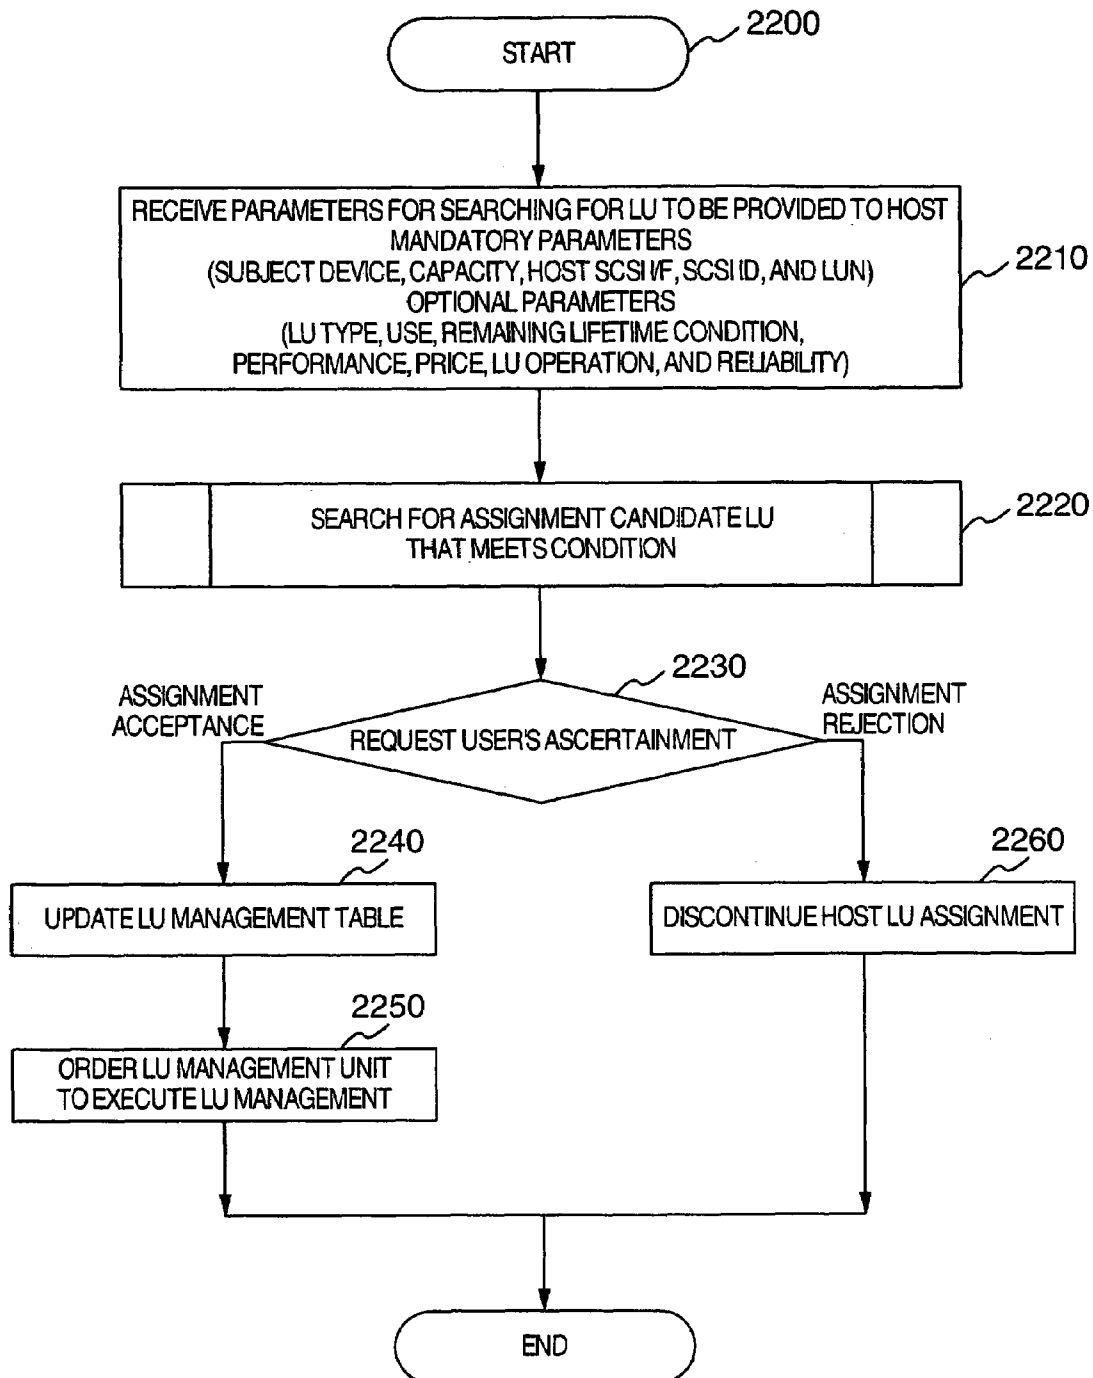 START
2200
RECEIVE PARAMETERS FOR SEARCHING FOR LU TO BE PROVIDED TO HOST
MANDATORY PARAMETERS
(SUBJECT DEVICE, CAPACITY, HOST SCSI I/F, SCSI ID, AND LUN)
OPTIONAL PARAMETERS
(LU TYPE, USE, REMAINING LIFETIME CONDITION,
PERFORMANCE, PRICE, LU OPERATION, AND RELIABILITY)
2210
SEARCH FOR ASSIGNMENT CANDIDATE LU
THAT MEETS CONDITION
2220
2230
ASSIGNMENT
ACCEPTANCE
REQUEST USER'S ASCERTAINMENT
ASSIGNMENT
REJECTION
2240
UPDATE LU MANAGEMENT TABLE
2260
DISCONTINUE HOST LU ASSIGNMENT
2250
ORDER LU MANAGEMENT UNIT
TO EXECUTE LU MANAGEMENT
END